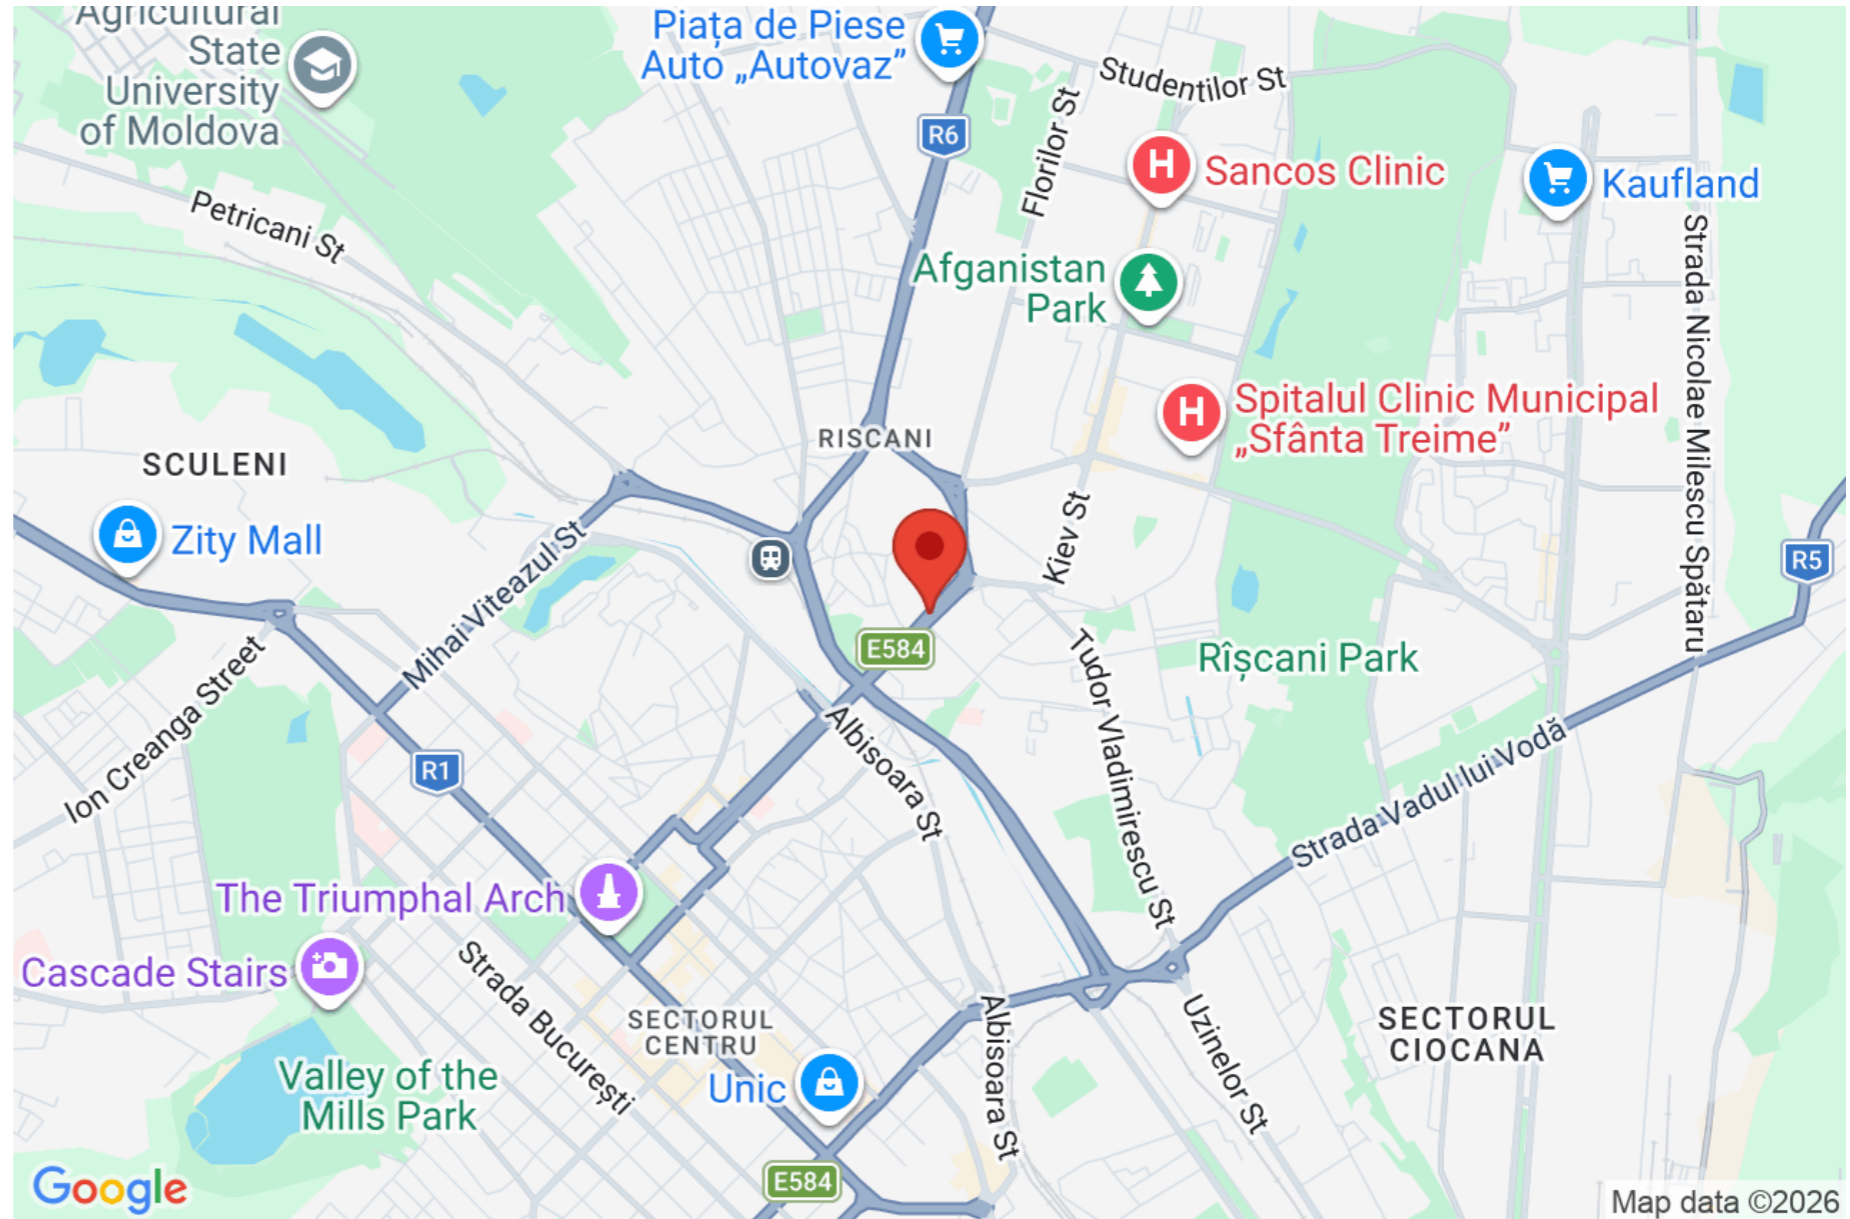 Agricultural
State
University
of Moldova
Piața de Piese
Auto „Autovaz”
R6
Studentilor St
Florilor St
H
Sancos Clinic
Kaufland
Petricani St
Afganistan
Park
Strada Nicolae Milescu Spătaru
H
Spitalul Clinic Municipal
„Sfânta Treime”
RISCANI
SCULENI
Zity Mall
Mihai Viteazul St
Kiev St
R5
E584
Rîșcani Park
Ion Creanga Street
Tudor Vladimirescu St
R1
Albisoara St
Strada Vadul lui Vodă
The Triumphal Arch
Cascade Stairs
Strada București
SECTORUL
CENTRU
Albisoara St
Uzinelor St
SECTORUL
CIOCANA
Valley of the
Mills Park
Unic
E584
Google
Map data ©2026